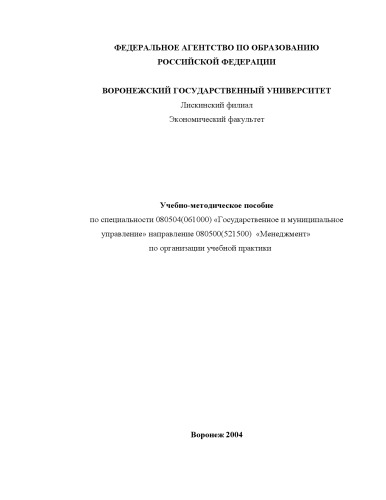 ФЕДЕРАЛЬНОЕ АГЕНТСТВО ПО ОБРАЗОВАНИЮ
РОССИЙСКОЙ ФЕДЕРАЦИИ
ВОРОНЕЖСКИЙ ГОСУДАРСТВЕННЫЙ УНИВЕРСИТЕТ
Лискинский филиал
Экономический факультет
Учебно-методическое пособие
по специальности 080504(061000) «Государственное и муниципальное
управление» направление 080500(521500) «Менеджмент»
по организации учебной практики
Воронеж 2004